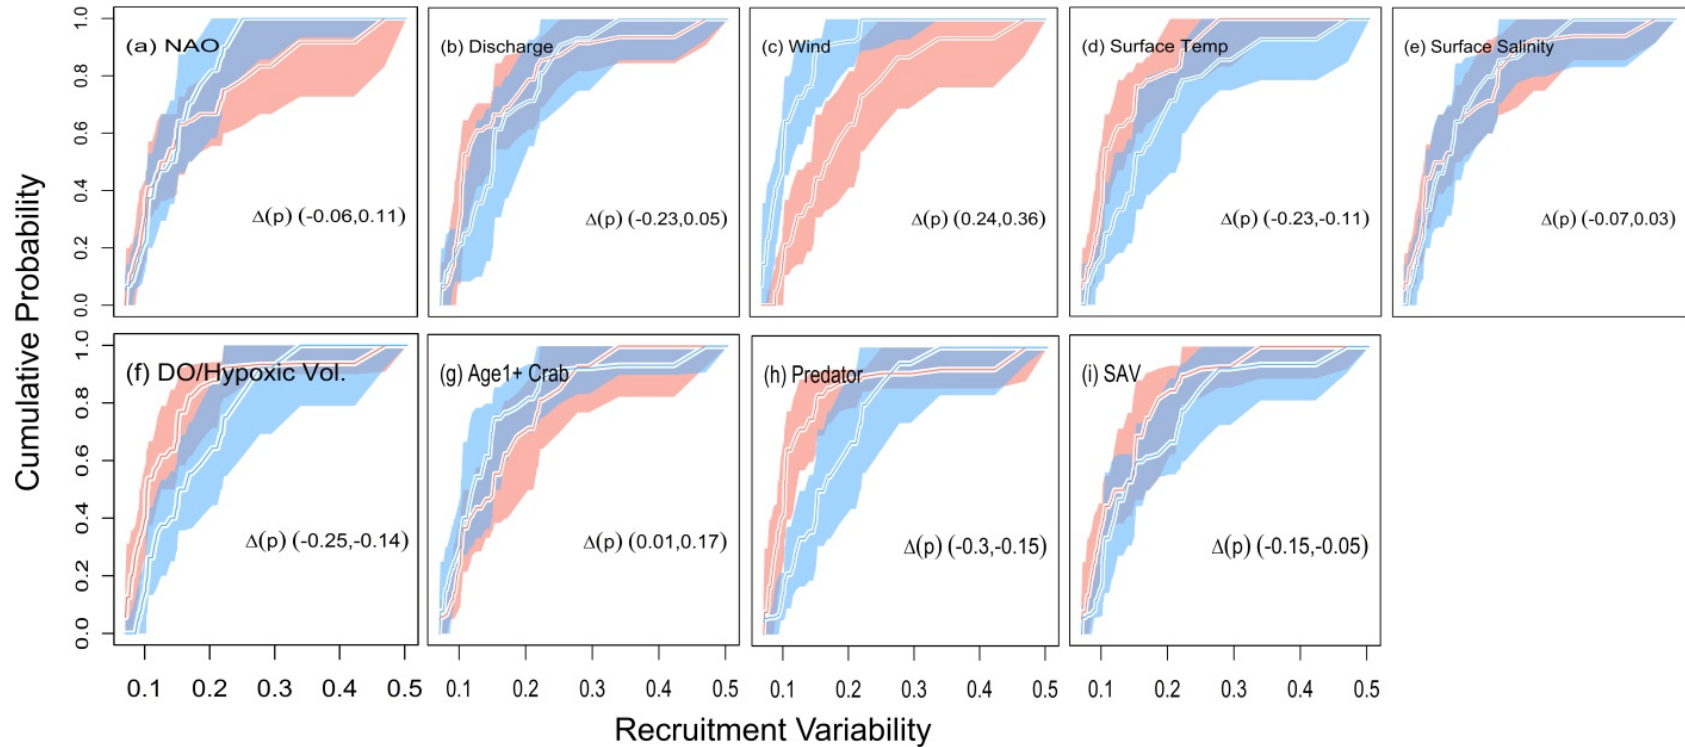 Cumulative Probability
1.0
0.8
0.6
0.4
0.2
0.0
(a) NAO
Δ(p) (-0.06,0.11)
(b) Discharge
Δ(p) (-0.23,0.05)
(c) Wind
Δ(p) (0.24,0.36)
(d) Surface Temp
Δ(p) (-0.23,-0.11)
(e) Surface Salinity
Δ(p) (-0.07,0.03)
1.0
0.8
0.6
0.4
0.2
0.0
(f) DO/Hypoxic Vol.
Δ(p) (-0.25,-0.14)
(g) Age1+ Crab
Δ(p) (0.01,0.17)
(h) Predator
Δ(p) (-0.3,-0.15)
(i) SAV
Δ(p) (-0.15,-0.05)
0.1 0.2 0.3 0.4 0.5
0.1 0.2 0.3 0.4 0.5
0.1 0.2 0.3 0.4 0.5
0.1 0.2 0.3 0.4 0.5
Recruitment Variability